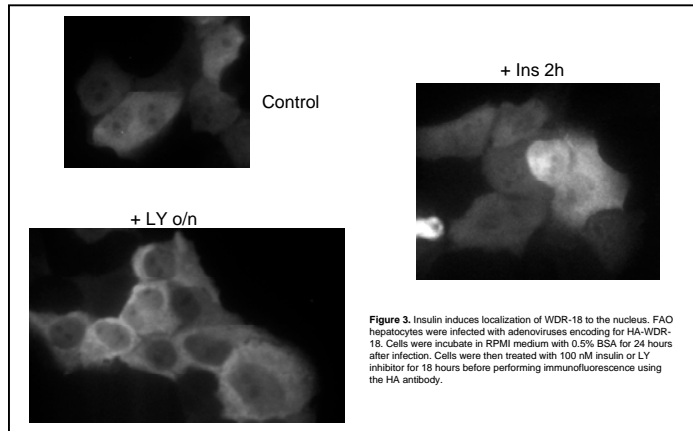 Control
+ Ins 2h
+ LY o/n
Figure 3. Insulin induces localization of WDR-18 to the nucleus. FAO
hepatocytes were infected with adenoviruses encoding for HA-WDR-
18. Cells were incubate in RPMI medium with 0.5% BSA for 24 hours
after infection. Cells were then treated with 100 nM insulin or LY
inhibitor for 18 hours before performing immunofluorescence using
the HA antibody.